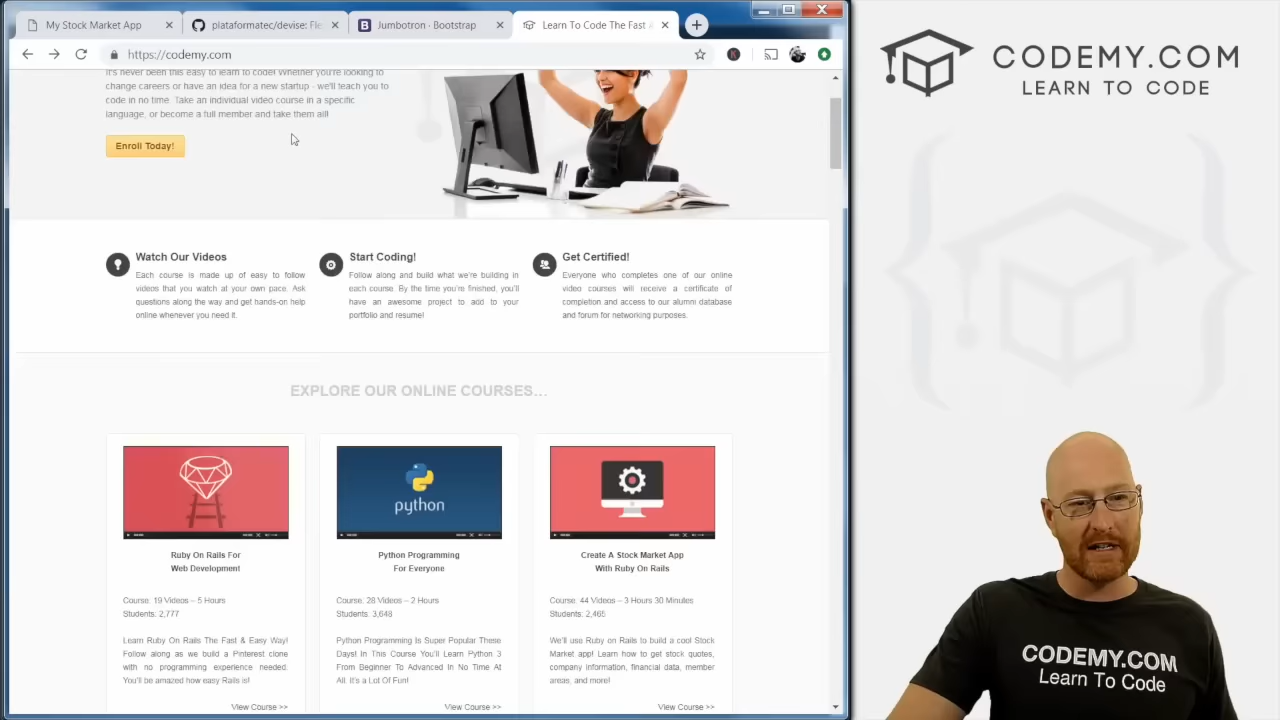 Stock Market
plataformatec/devise: Fle
Jumbotron - Bootstrap
Learn To Code The Fast &
https://codemy.com
CODEMY.COM
LEARN TO CODE
It's never been this easy to learn to code! Whether you're looking to
change careers or have an idea for a new startup - we'll teach you to
code in no time. Take an individual video course in a specific
language, or become a full member and take them all!
Enroll Today!
Watch Our Videos
Each course is made up of easy to follow
videos that you watch at your own pace. Ask
questions along the way and get hands-on help
online whenever you need it.
Start Coding!
Follow along and build what we're building in
each course. By the time you're finished, you'll
have an awesome project to add to your
portfolio and resume!
Get Certified!
Everyone who completes one of our online
video courses will receive a certificate of
completion and access to our alumni database
and forum for networking purposes.
EXPLORE OUR ONLINE COURSES...
python
Ruby On Rails For
Web Development
Course: 19 Videos – 5 Hours
Students: 2,777
Learn Ruby On Rails The Fast & Easy Way!
Follow along as we build a Pinterest clone
with no programming experience needed.
You'll be amazed how easy Rails is!
View Course >>
Python Programming
For Everyone
Course: 28 Videos – 2 Hours
Students: 3,648
Python Programming Is Super Popular These
Days! In This Course You'll Learn Python 3
From Beginner To Advanced In No Time At
All. It's a Lot Of Fun!
View Course >>
Create A Stock Market App
With Ruby On Rails
Course: 44 Videos – 3 Hours 30 Minutes
Students: 2,465
We'll use Ruby on Rails to build a cool Stock
Market app! Learn how to get stock quotes,
company information, financial data, member
areas, and more!
View Course >>
CODEMY.COM
Learn To Code